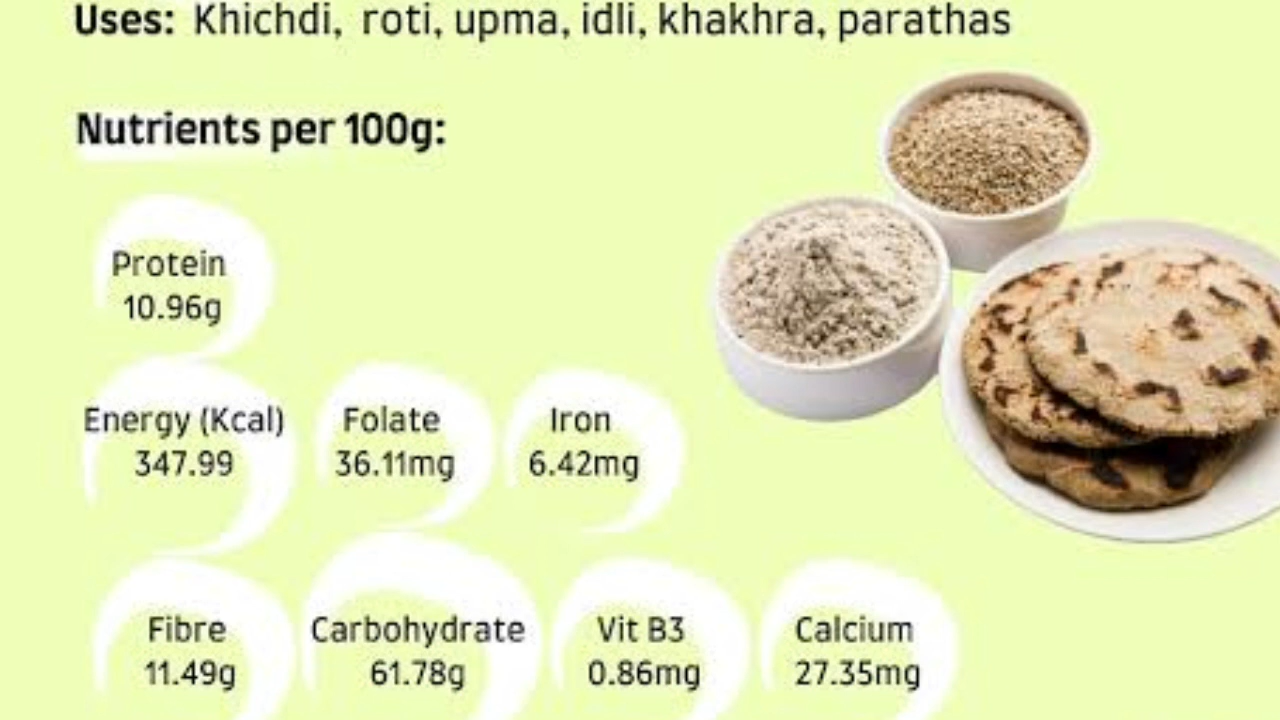 Uses: Khichdi, roti, upma, idli, khakhra, parathas
Nutrients per 100g:
Protein
10.96g
Energy (Kcal)
347.99
Folate
36.11mg
Iron
6.42mg
Fibre
11.49g
Carbohydrate
61.78g
Vit B3
0.86mg
Calcium
27.35mg